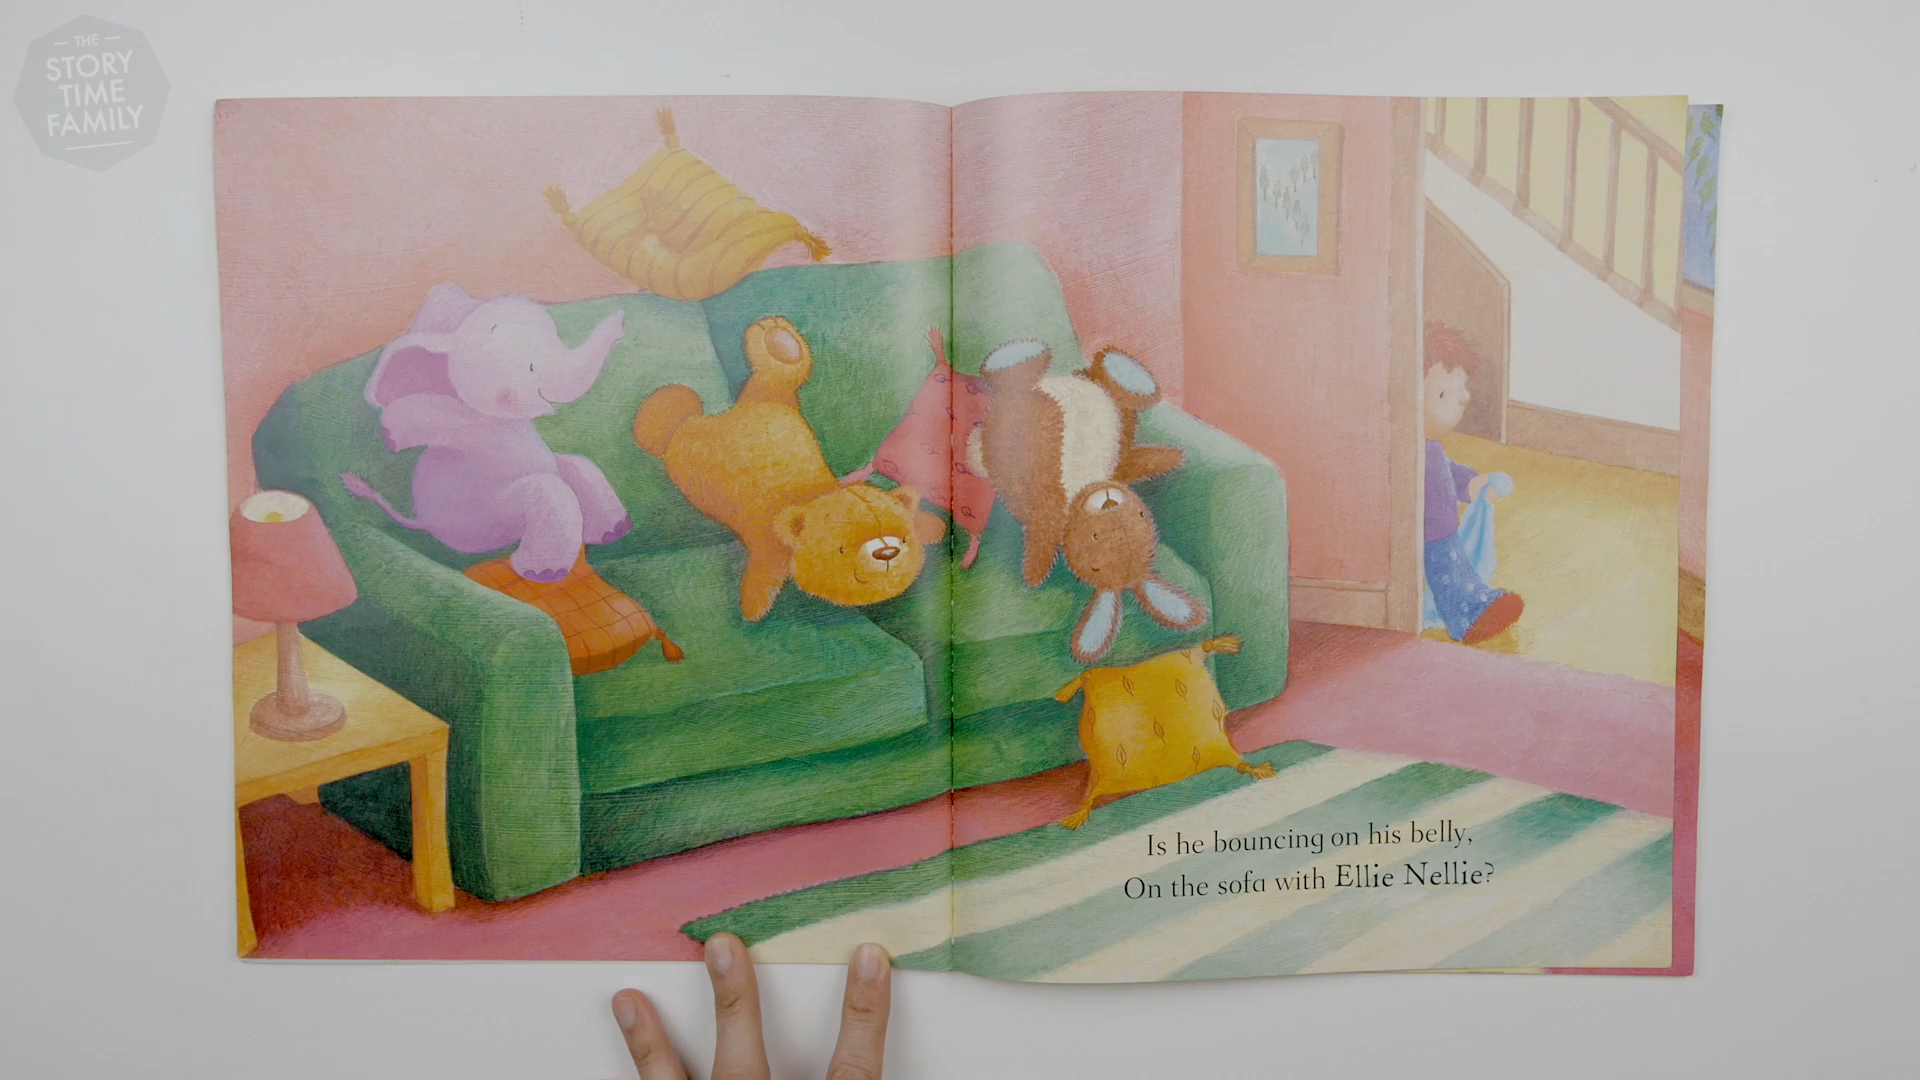 THE
STORY
TIME
FAMILY
Is he bouncing on his belly,
On the sofa with Ellie Nellie?